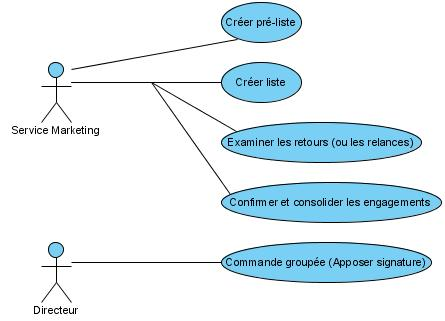 Créer pré-liste
Créer liste
Service Marketing
Examiner les retours (ou les relances)
Confirmer et consolider les engagements
Commande groupée (Apposer signature)
Directeur